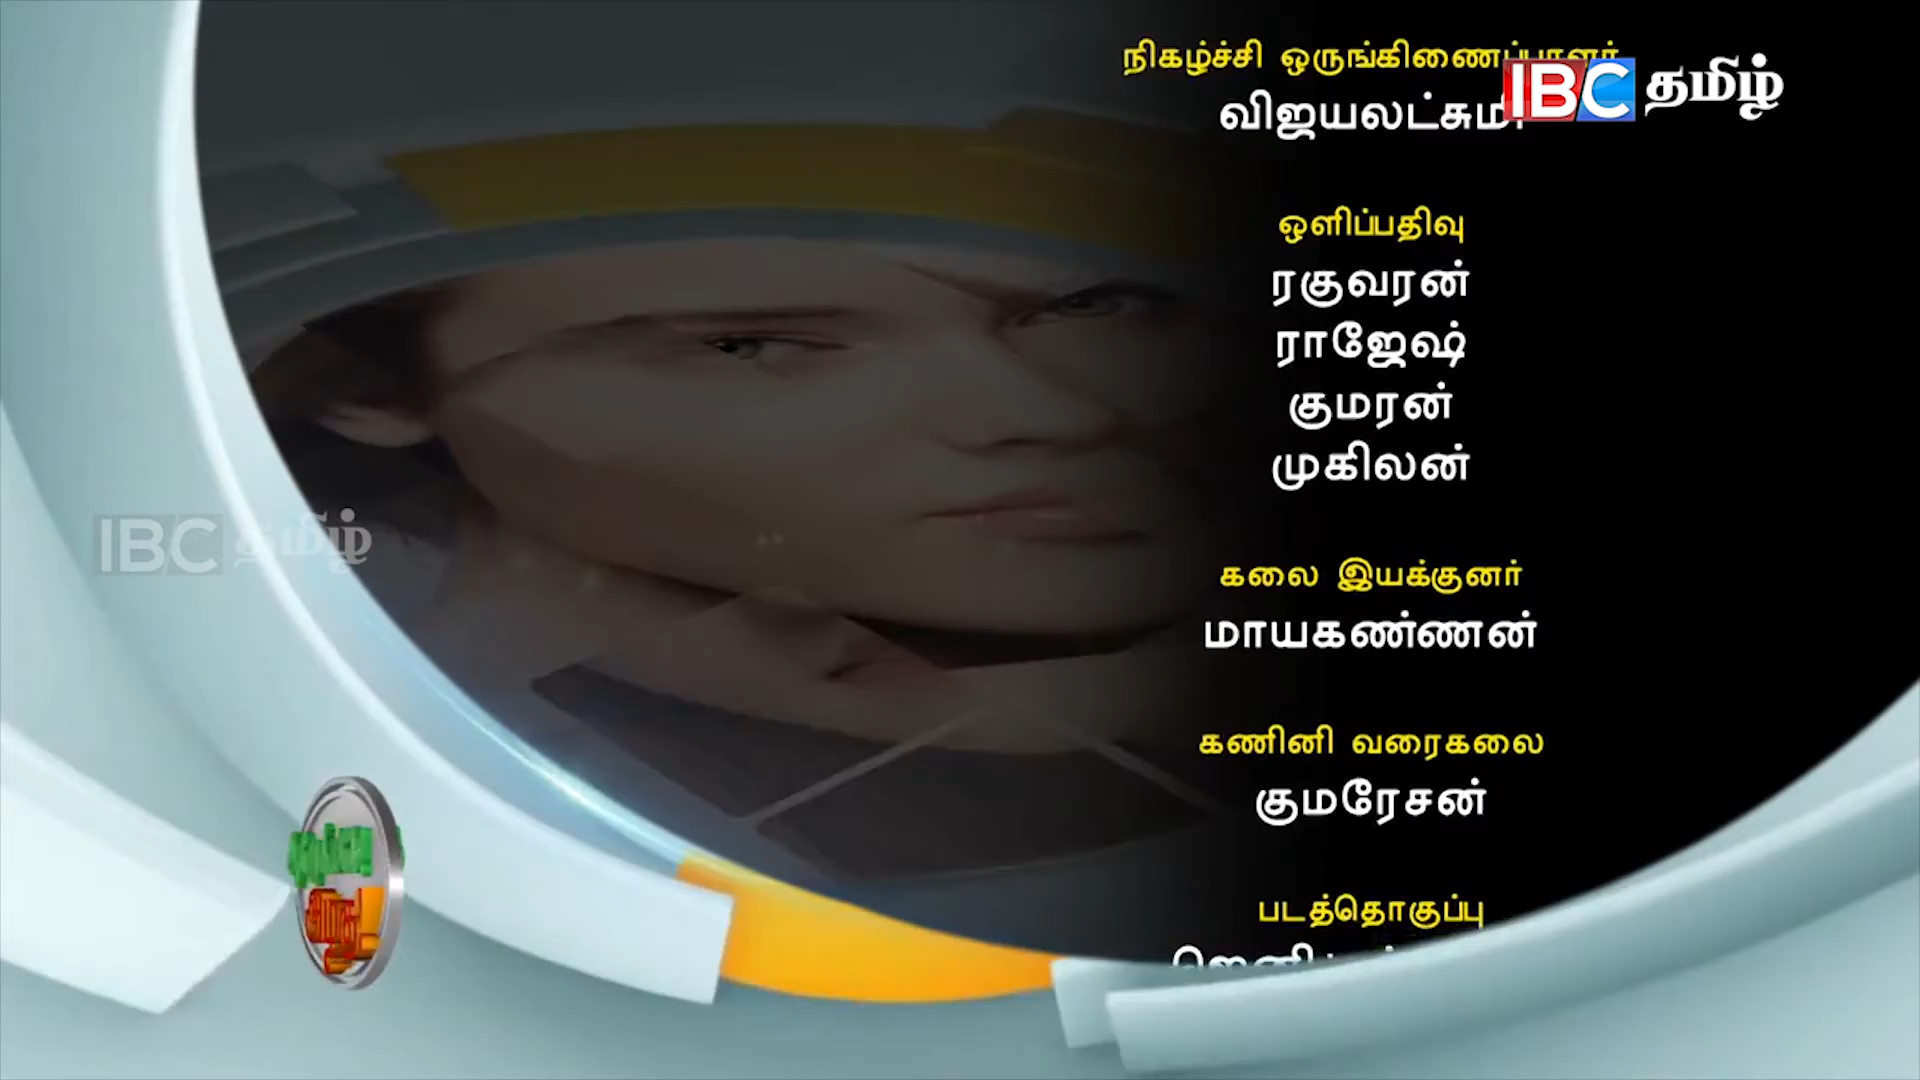 நிகழ்ச்சி ஒருங்கிணைப்பாளர்
விஜயலட்சுமி
IBC தமிழ்
ஒளிப்பதிவு
ரகுவரன்
ராஜேஷ்
குமரன்
முகிலன்
IBC தமிழ்
கலை இயக்குனர்
மாயகண்ணன்
கணினி வரைகலை
குமரேசன்
படத்தொகுப்பு